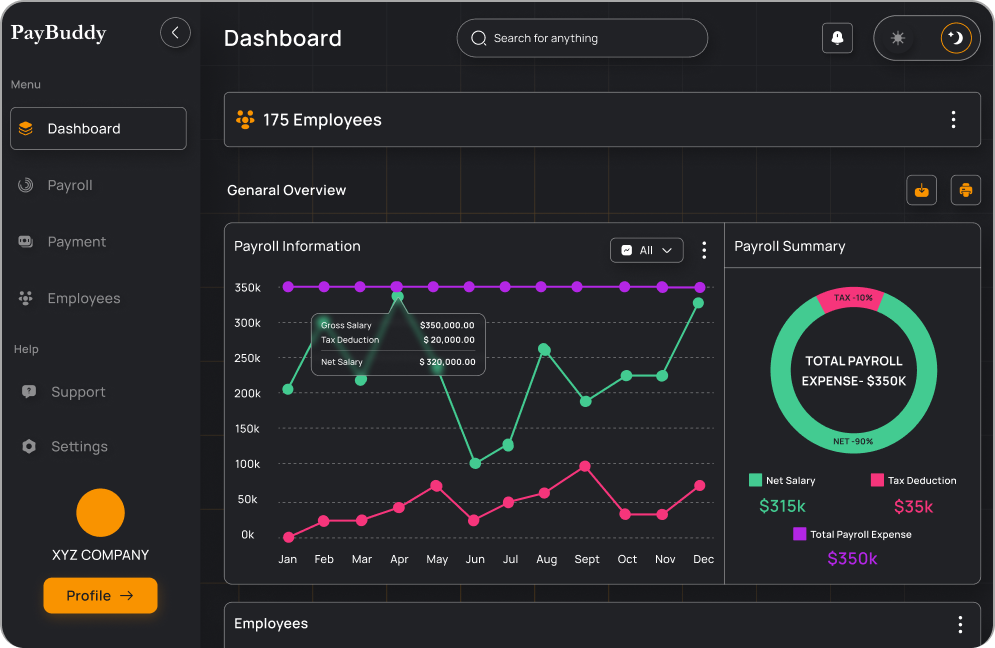 PayBuddy
Menu
Dashboard
Payroll
Payment
Employees
Help
Support
Settings
XYZ COMPANY
Profile →
Dashboard
Search for anything
175 Employees
Genaral Overview
Payroll Information
All
350k
300k
250k
200k
150k
100k
50k
0k
Gross Salary $350,000.00
Tax Deduction $ 20,000.00
Net Salary $ 320,000.00
Jan Feb Mar Apr May Jun Jul Aug Sept Oct Nov Dec
Payroll Summary
TAX -10%
TOTAL PAYROLL
EXPENSE- $350K
NET -90%
Net Salary
$315k
Tax Deduction
$35k
Total Payroll Expense
$350k
Employees